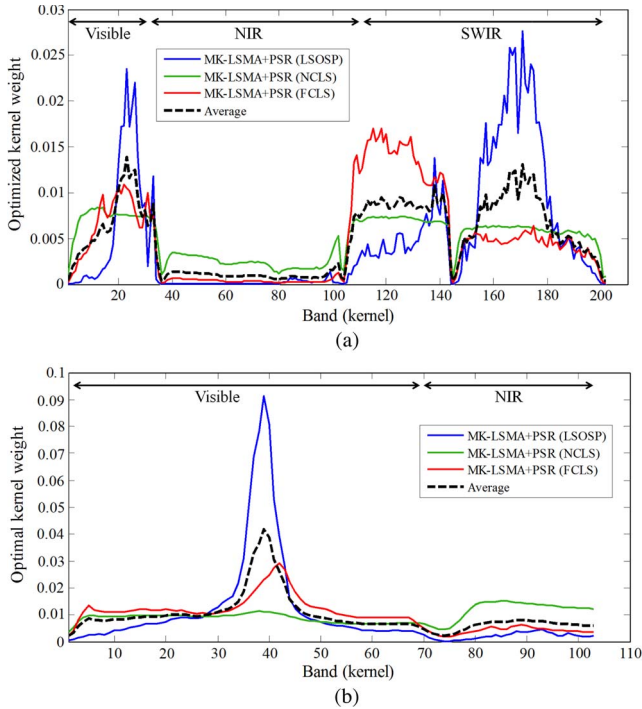 Visible NIR SWIR
0.03
0.025
0.02
0.015
0.01
0.005
0
Optimized kernel weight
MK-LSMA+PSR (LSOSP)
MK-LSMA+PSR (NCLS)
MK-LSMA+PSR (FCLS)
Average
20 40 60 80 100 120 140 160 180 200
Band (kernel)
(a)
0.1
0.09
0.08
0.07
0.06
0.05
0.04
0.03
0.02
0.01
0
Optimal kernel weight
Visible NIR
MK-LSMA+PSR (LSOSP)
MK-LSMA+PSR (NCLS)
MK-LSMA+PSR (FCLS)
Average
10 20 30 40 50 60 70 80 90 100 110
Band (kernel)
(b)